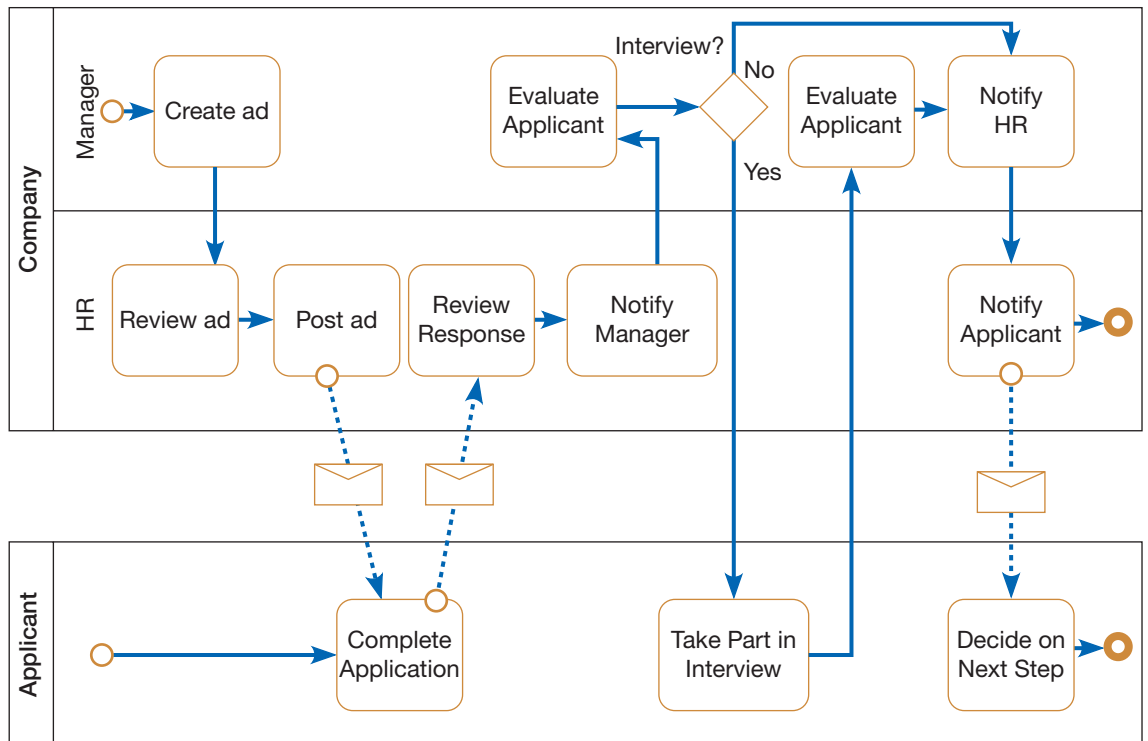 Company
Manager
Create ad
Evaluate
Applicant
Interview?
No
Yes
Evaluate
Applicant
Notify
HR
HR
Review ad
Post ad
Review
Response
Notify
Manager
Notify
Applicant
Applicant
Complete
Application
Take Part in
Interview
Decide on
Next Step